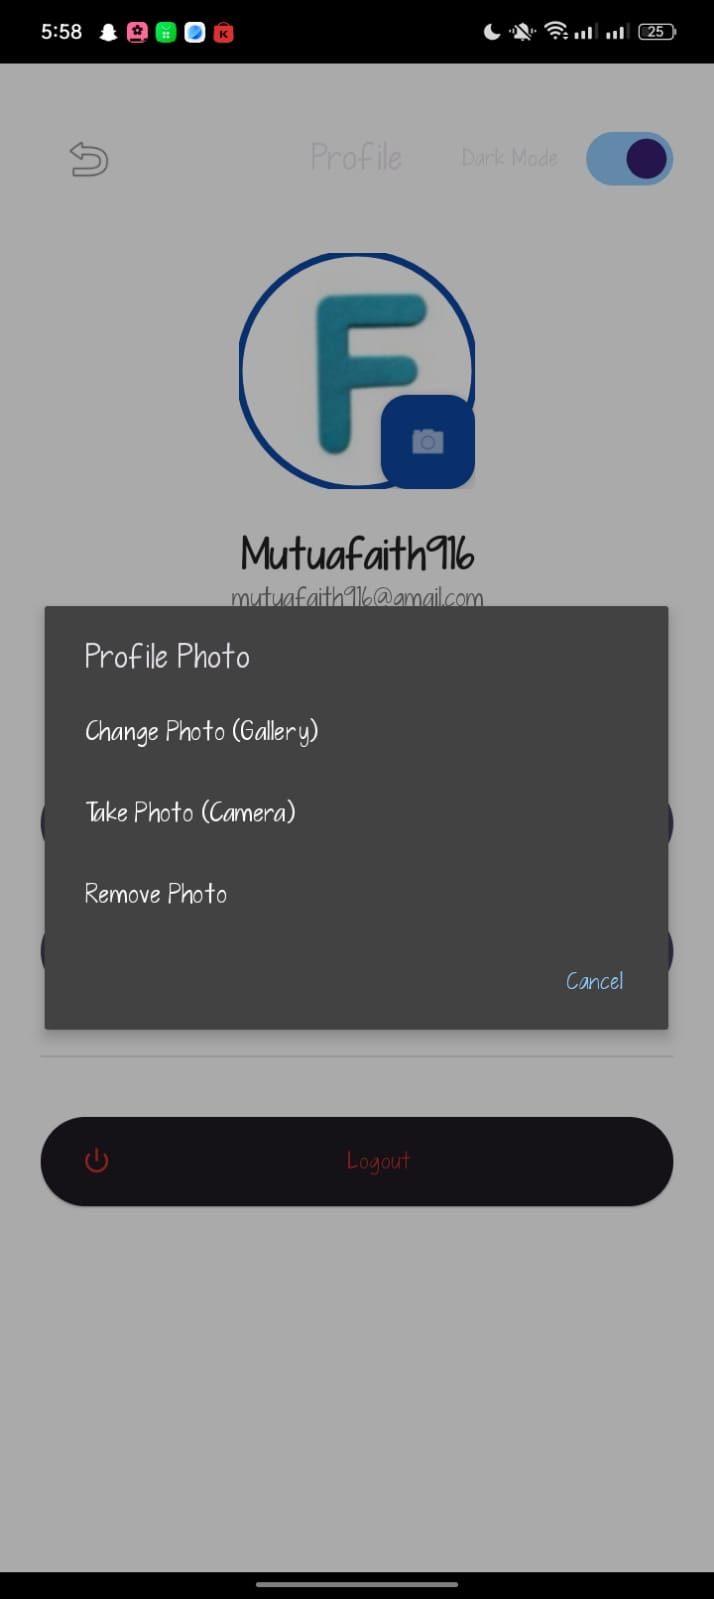 5:58
25
Profile
Dark Mode
F
Mutuafaith916
mutuafaith916@gmail.com
Profile Photo
Change Photo (Gallery)
Take Photo (Camera)
Remove Photo
Cancel
Logout